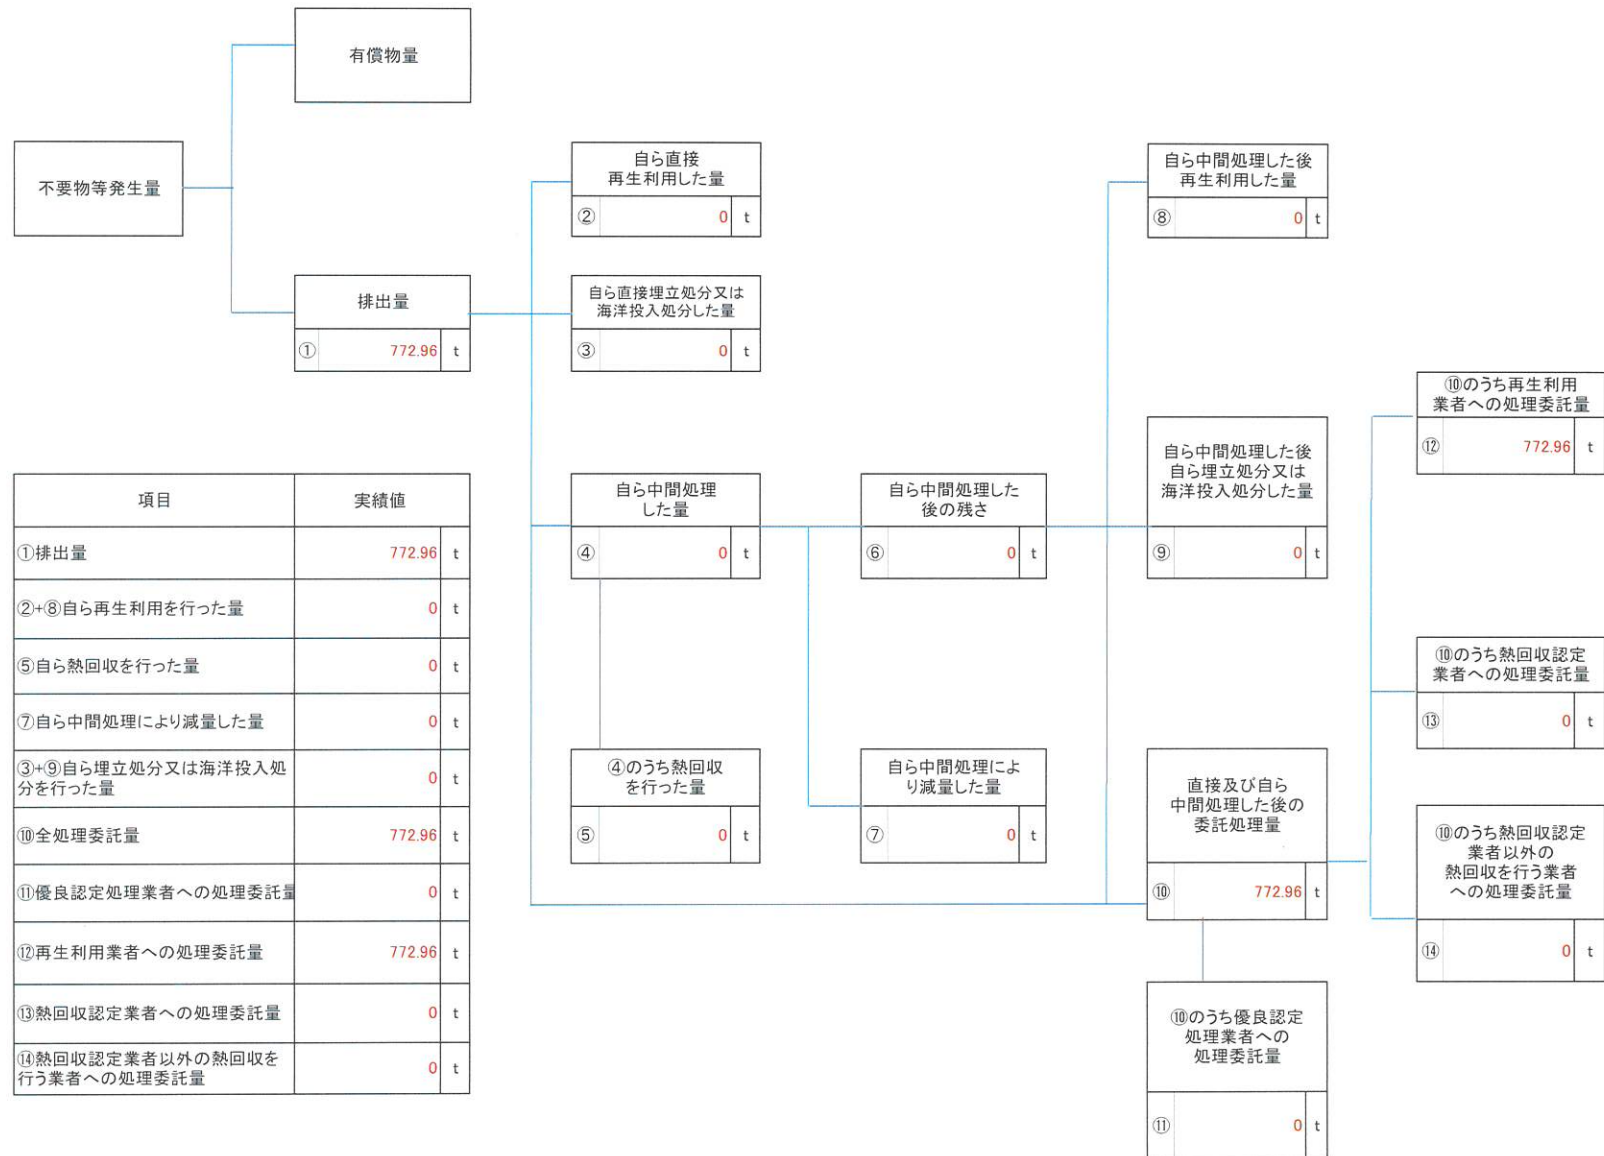 有償物量
不要物等発生量
排出量
① 772.96 t
自ら直接
再生利用した量
② 0 t
自ら直接埋立処分又は
海洋投入処分した量
③ 0 t
自ら中間処理
した量
④ 0 t
④のうち熱回収
を行った量
⑤ 0 t
自ら中間処理した
後の残さ
⑥ 0 t
自ら中間処理によ
り減量した量
⑦ 0 t
自ら中間処理した後
再生利用した量
⑧ 0 t
自ら中間処理した後
自ら埋立処分又は
海洋投入処分した量
⑨ 0 t
直接及び自ら
中間処理した後の
委託処理量
⑩ 772.96 t
⑩のうち優良認定
処理業者への
処理委託量
⑪ 0 t
⑩のうち再生利用
業者への処理委託量
⑫ 772.96 t
⑩のうち熱回収認定
業者への処理委託量
⑬ 0 t
⑩のうち熱回収認定
業者以外の
熱回収を行う業者
への処理委託量
⑭ 0 t
項目 実績値
①排出量 772.96 t
②+⑧自ら再生利用を行った量 0 t
⑤自ら熱回収を行った量 0 t
⑦自ら中間処理により減量した量 0 t
③+⑨自ら埋立処分又は海洋投入処
分を行った量 0 t
⑩全処理委託量 772.96 t
⑪優良認定処理業者への処理委託量 0 t
⑫再生利用業者への処理委託量 772.96 t
⑬熱回収認定業者への処理委託量 0 t
⑭熱回収認定業者以外の熱回収を
行う業者への処理委託量 0 t